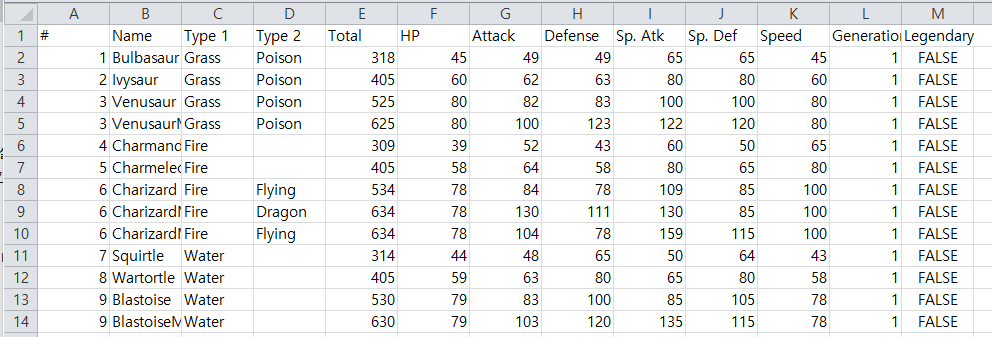 A B C D E F G H I J K L M
1 # Name Type 1 Type 2 Total HP Attack Defense Sp. Atk Sp. Def Speed Generatio Legendary
2 1 Bulbasaur Grass Poison 318 45 49 49 65 65 45 1 FALSE
3 2 Ivysaur Grass Poison 405 60 62 63 80 80 60 1 FALSE
4 3 Venusaur Grass Poison 525 80 82 83 100 100 80 1 FALSE
5 3 VenusaurM Grass Poison 625 80 100 123 122 120 80 1 FALSE
6 4 Charmand Fire 309 39 52 43 60 50 65 1 FALSE
7 5 Charmelec Fire 405 58 64 58 80 65 80 1 FALSE
8 6 Charizard Fire Flying 534 78 84 78 109 85 100 1 FALSE
9 6 CharizardM Fire Dragon 634 78 130 111 130 85 100 1 FALSE
10 6 CharizardM Fire Flying 634 78 104 78 159 115 100 1 FALSE
11 7 Squirtle Water 314 44 48 65 50 64 43 1 FALSE
12 8 Wartortle Water 405 59 63 80 65 80 58 1 FALSE
13 9 Blastoise Water 530 79 83 100 85 105 78 1 FALSE
14 9 BlastoiseM Water 630 79 103 120 135 115 78 1 FALSE